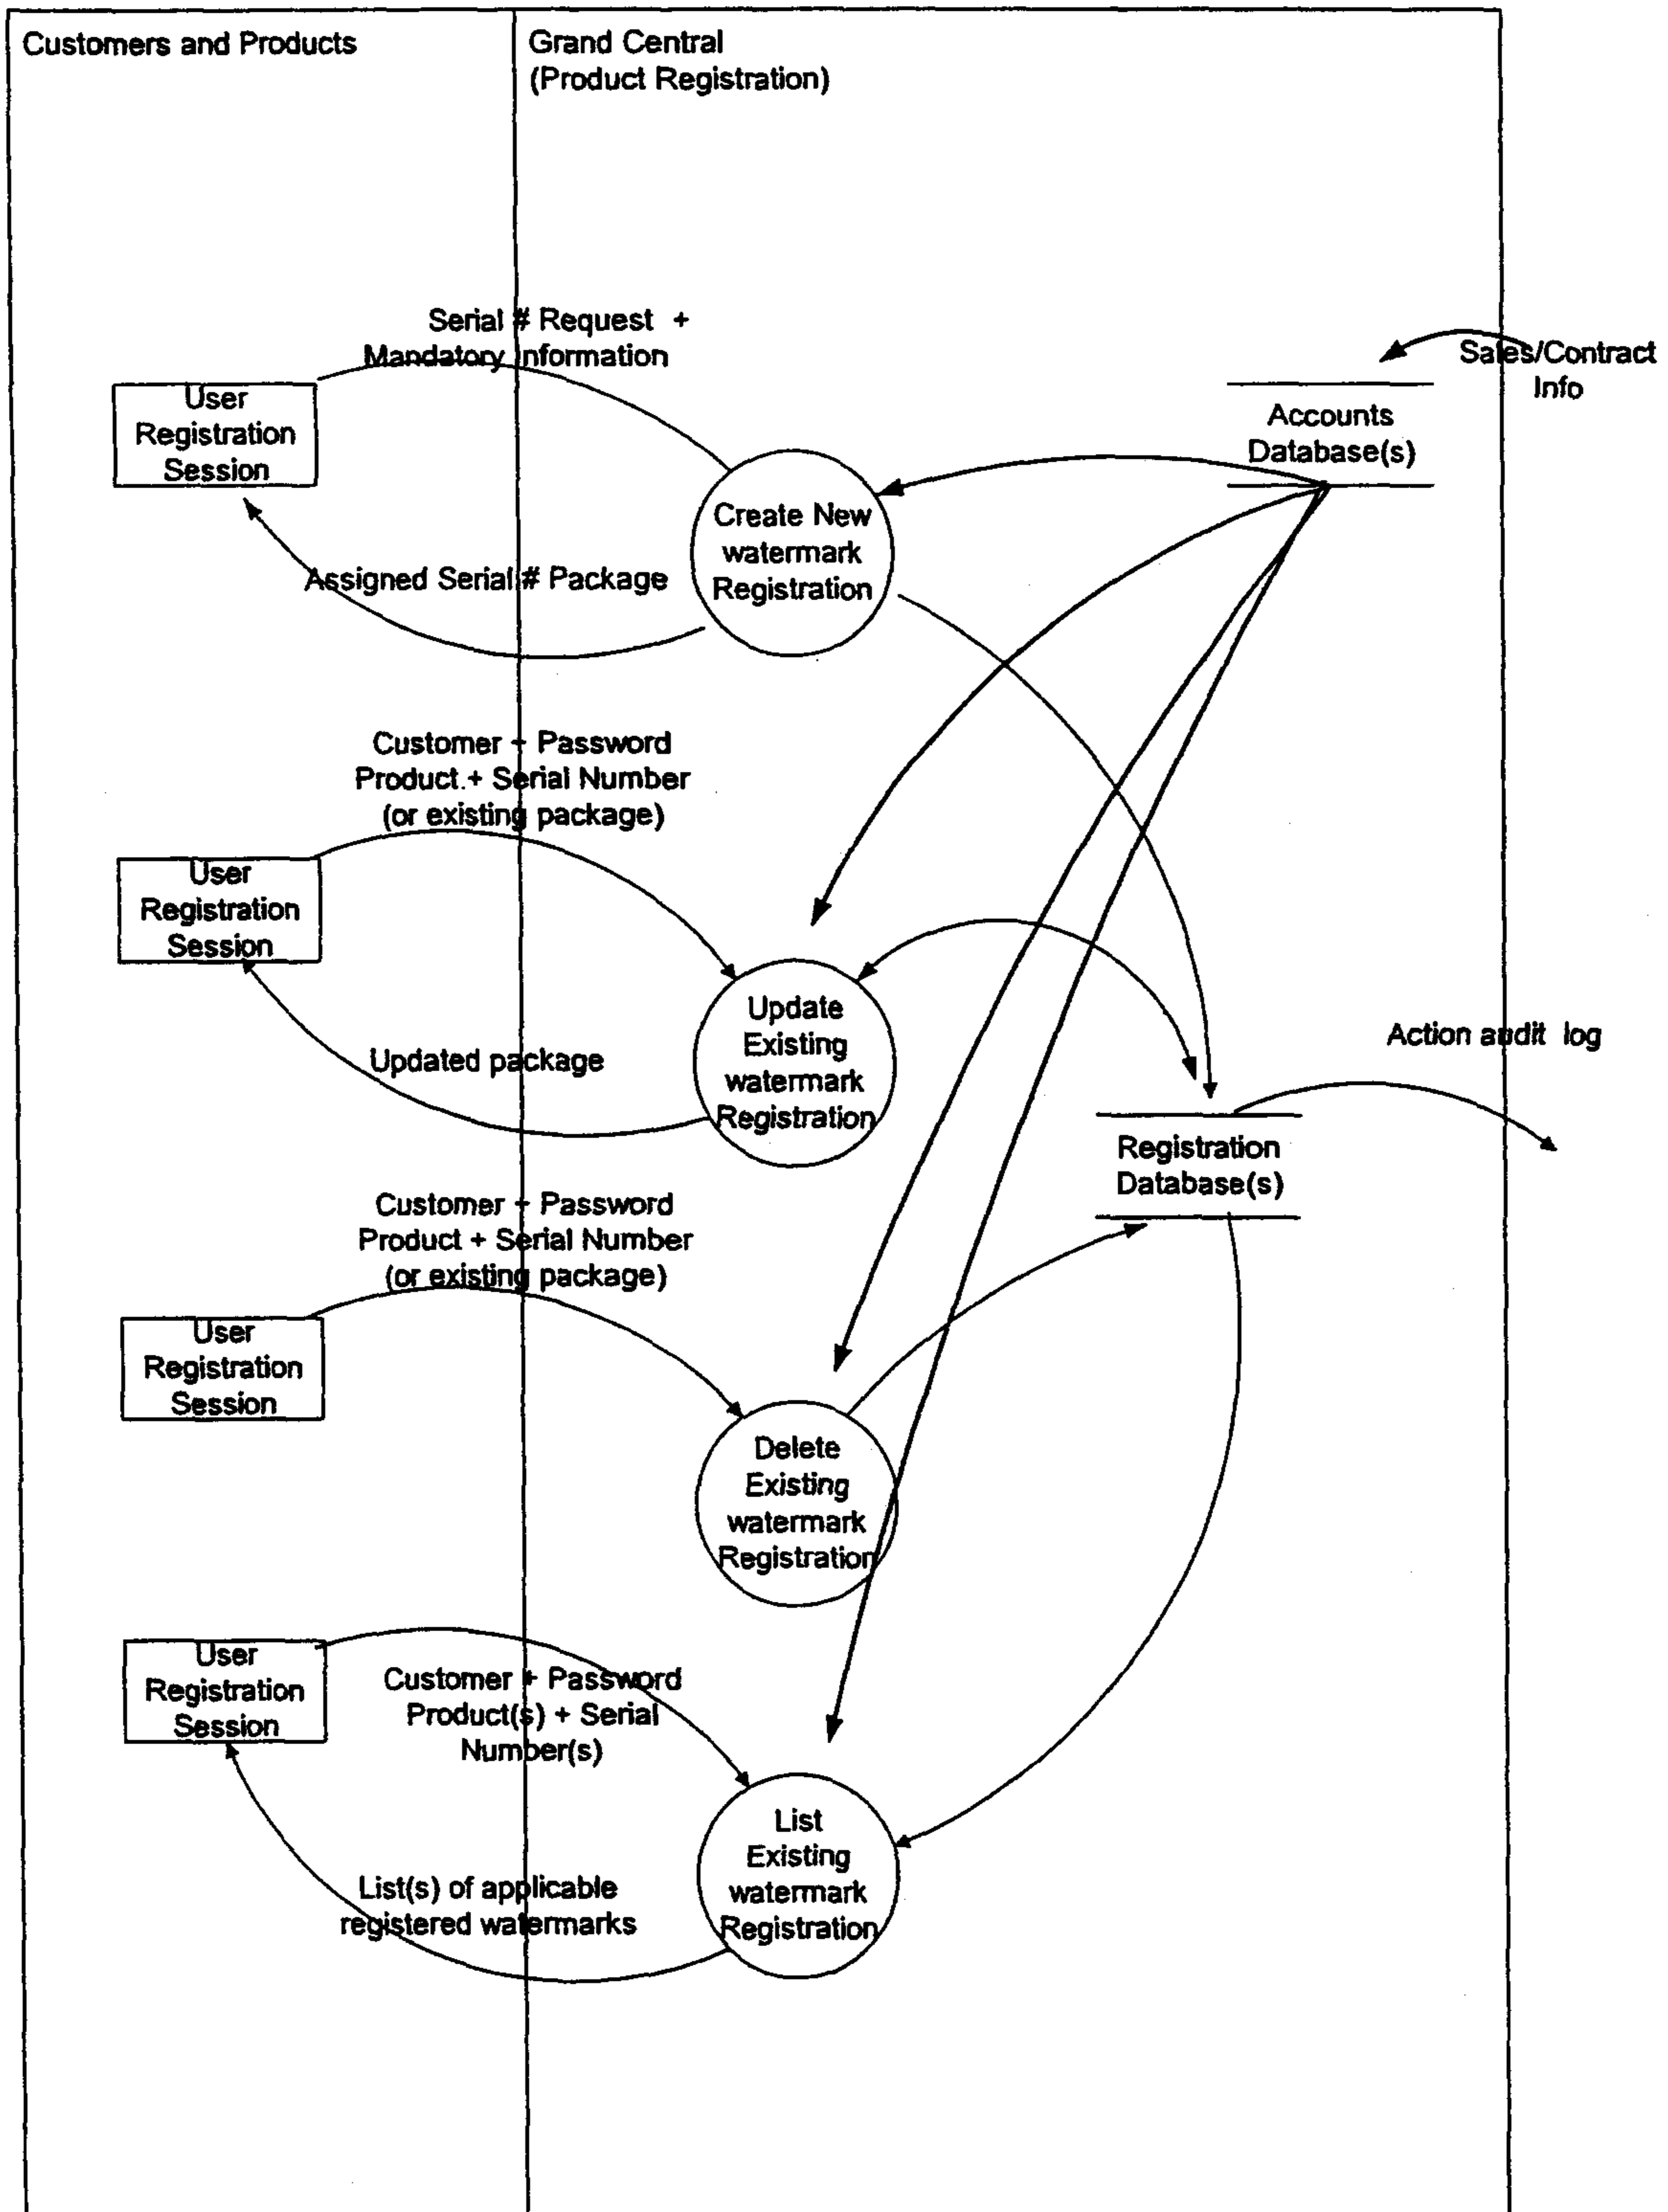 Customers and Products
Grand Central
(Product Registration)
Serial # Request +
Mandatory Information
Sales/Contract
Info
User
Registration
Session
Accounts
Database(s)
Create New
watermark
Registration
Assigned Serial # Package
Customer + Password
Product.+ Serial Number
(or existing package)
User
Registration
Session
Update
Existing
watermark
Registration
Updated package
Action audit log
Registration
Database(s)
Customer + Password
Product + Serial Number
(or existing package)
User
Registration
Session
Delete
Existing
watermark
Registration
User
Registration
Session
Customer + Password
Product(s) + Serial
Number(s)
List
Existing
watermark
Registration
List(s) of applicable
registered watermarks